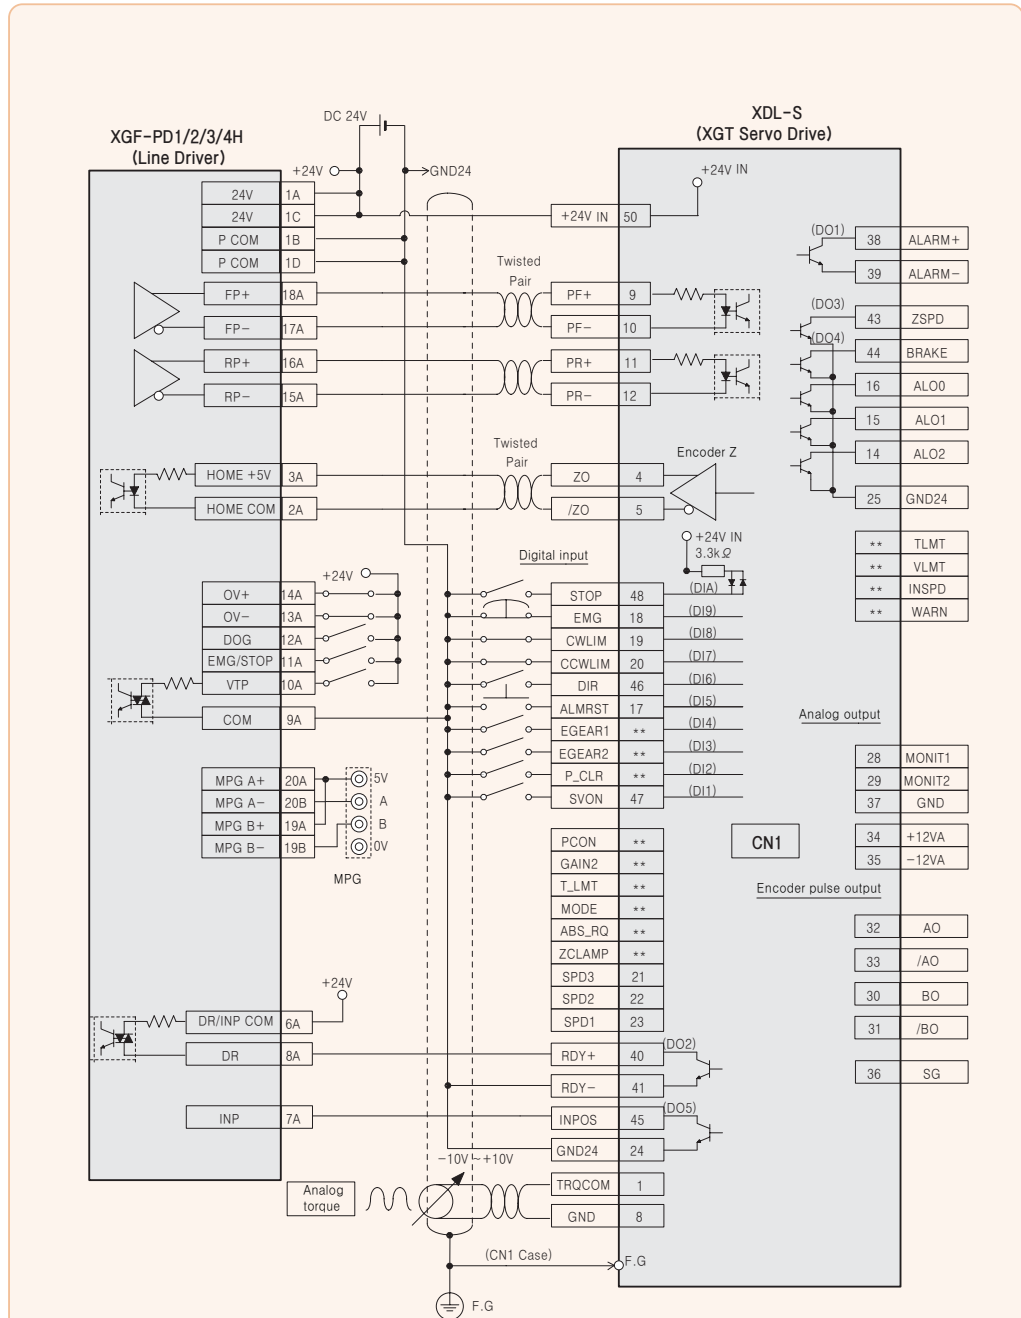 XGF-PD1/2/3/4H
(Line Driver)
DC 24V
+24V
GND24
XDL-S
(XGT Servo Drive)
24V 1A
24V 1C
P COM 1B
P COM 1D
FP+ 18A
FP- 17A
RP+ 16A
RP- 15A
HOME +5V 3A
HOME COM 2A
+24V
OV+ 14A
OV- 13A
DOG 12A
EMG/STOP 11A
VTP 10A
COM 9A
MPG A+ 20A
MPG A- 20B
MPG B+ 19A
MPG B- 19B
5V
A
B
0V
MPG
+24V
DR/INP COM 6A
DR 8A
INP 7A
Analog
torque
-10V ~ +10V
(CN1 Case)
F.G
F.G
Twisted
Pair
Twisted
Pair
Digital input
+24V IN 50
+24V IN
PF+ 9
PF- 10
PR+ 11
PR- 12
ZO 4
/ZO 5
Encoder Z
+24V IN
3.3kΩ
STOP 48 (DIA)
EMG 18 (DI9)
CWLIM 19 (DI8)
CCWLIM 20 (DI7)
DIR 46 (DI6)
ALMRST 17 (DI5)
EGEAR1 ** (DI4)
EGEAR2 ** (DI3)
P_CLR ** (DI2)
SVON 47 (DI1)
PCON **
GAIN2 **
T_LMT **
MODE **
ABS_RQ **
ZCLAMP **
SPD3 21
SPD2 22
SPD1 23
RDY+ 40 (DO2)
RDY- 41
INPOS 45 (DO5)
GND24 24
TRQCOM 1
GND 8
CN1
(DO1) 38 ALARM+
39 ALARM-
(DO3) 43 ZSPD
(DO4) 44 BRAKE
16 ALO0
15 ALO1
14 ALO2
25 GND24
** TLMT
** VLMT
** INSPD
** WARN
Analog output
28 MONIT1
29 MONIT2
37 GND
34 +12VA
35 -12VA
Encoder pulse output
32 AO
33 /AO
30 BO
31 /BO
36 SG